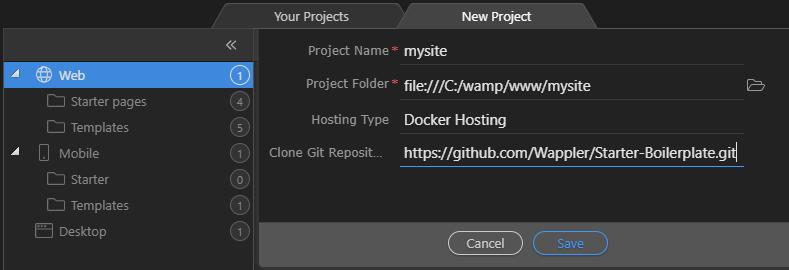 Your Projects
New Project
Web 1
Starter pages 4
Templates 5
Mobile 1
Starter 0
Templates 1
Desktop 1
Project Name * mysite
Project Folder * file:///C:/wamp/www/mysite
Hosting Type Docker Hosting
Clone Git Reposit... https://github.com/Wappler/Starter-Boilerplate.git
Cancel
Save